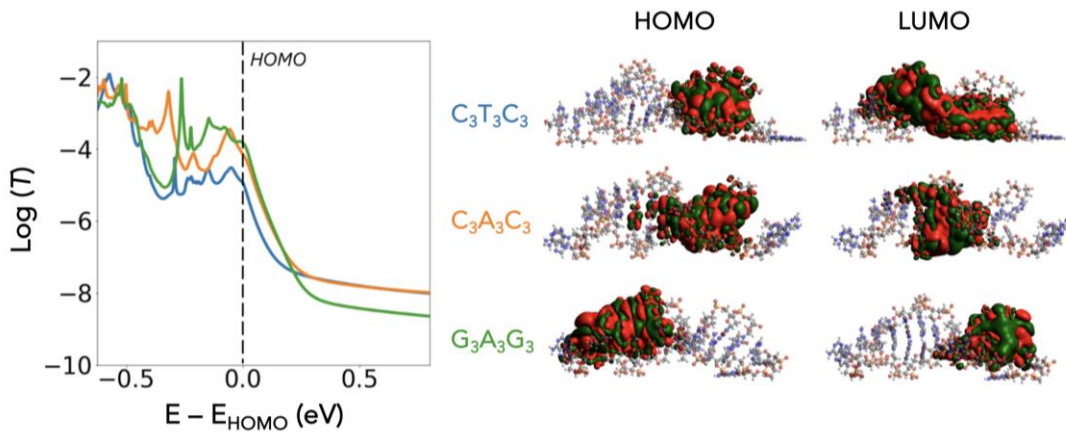 HOMO LUMO
HOMO
−2
−4
−6
−8
−10
Log (T)
−0.5 0.0 0.5
E − E_HOMO (eV)
C₃T₃C₃
C₃A₃C₃
G₃A₃G₃